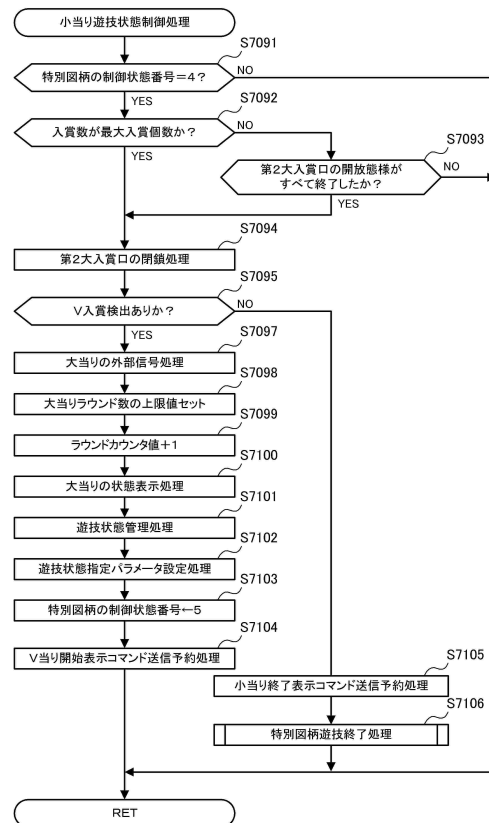 小当り遊技状態制御処理
S7091
特別図柄の制御状態番号=4?
NO
YES
S7092
入賞数が最大入賞個数か?
NO
YES
S7093
第2大入賞口の開放態様が
すべて終了したか?
NO
YES
S7094
第2大入賞口の閉鎖処理
S7095
V入賞検出ありか?
NO
YES
S7097
大当りの外部信号処理
S7098
大当りラウンド数の上限値セット
S7099
ラウンドカウンタ値+1
S7100
大当りの状態表示処理
S7101
遊技状態管理処理
S7102
遊技状態指定パラメータ設定処理
S7103
特別図柄の制御状態番号←5
S7104
V当り開始表示コマンド送信予約処理
S7105
小当り終了表示コマンド送信予約処理
S7106
特別図柄遊技終了処理
RET